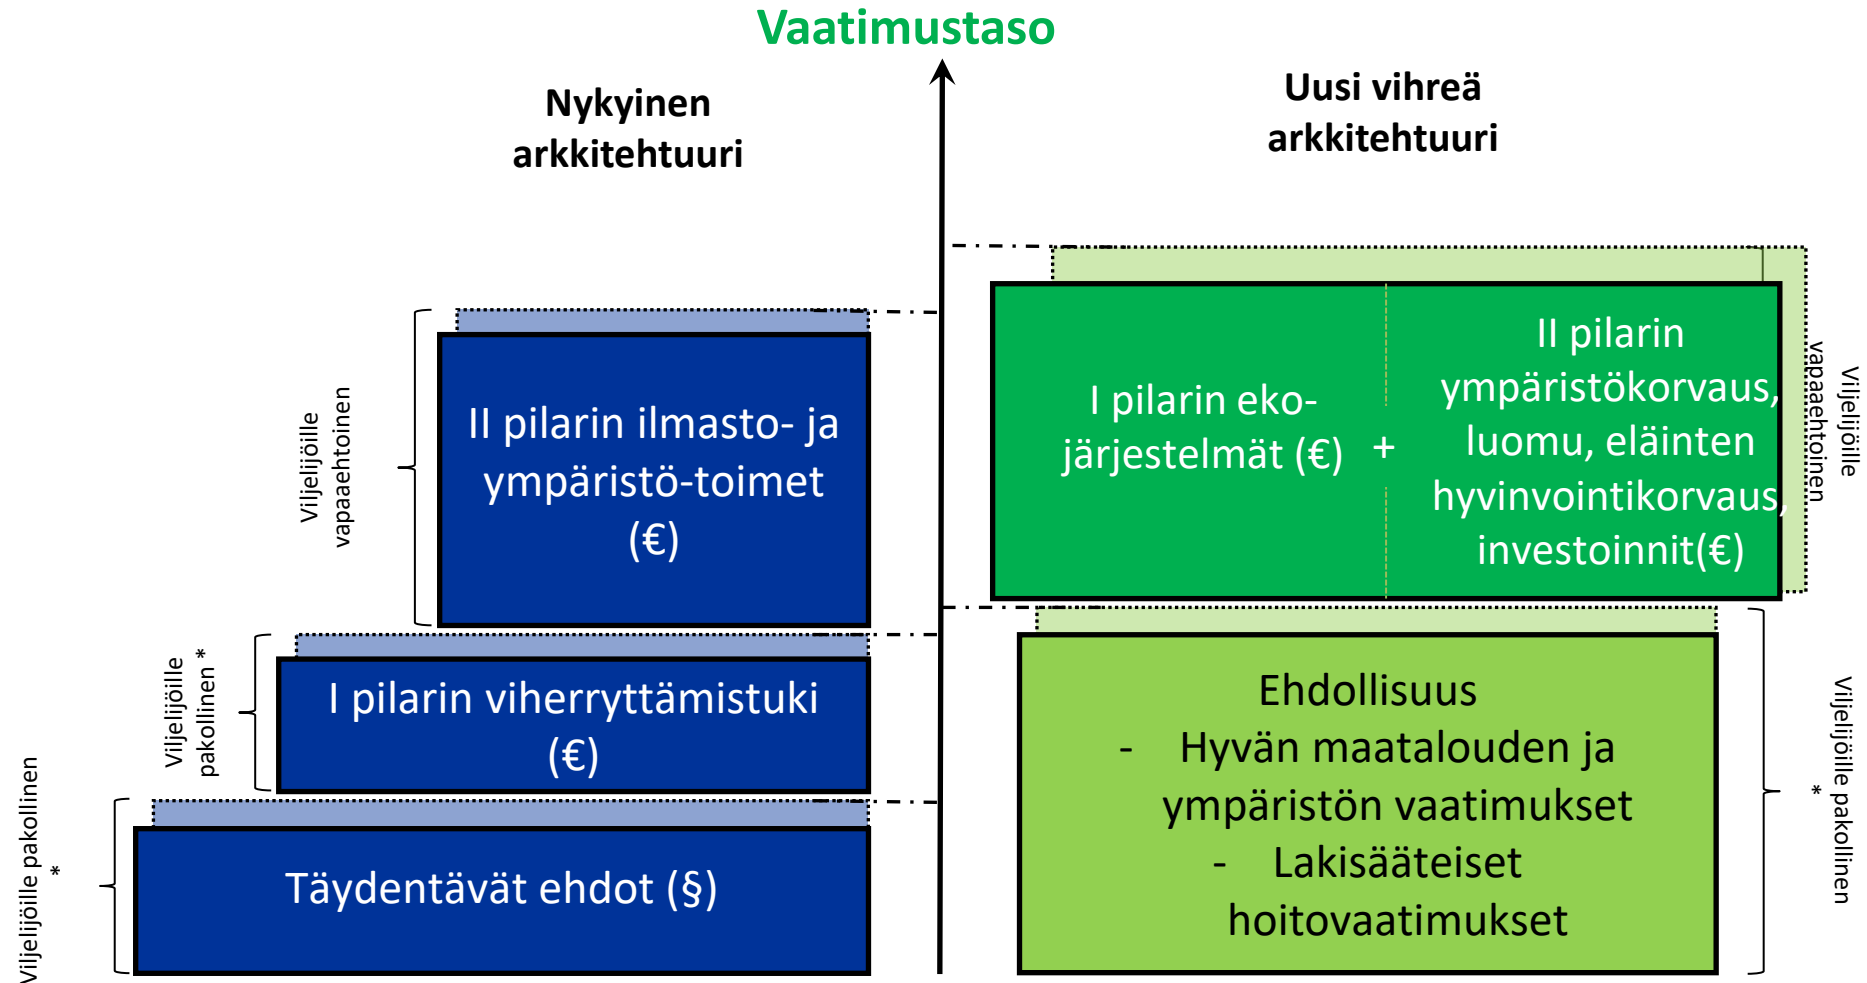 Vaatimustaso
Nykyinen
arkkitehtuuri
Uusi vihreä
arkkitehtuuri
Viljelijöille
vapaaehtoinen
II pilarin ilmasto- ja
ympäristö-toimet
(€)
Viljelijöille
pakollinen *
I pilarin viherryttämistuki
(€)
Viljelijöille pakollinen
*
Täydentävät ehdot (§)
I pilarin eko-
järjestelmät (€)
+
II pilarin
ympäristökorvaus,
luomu, eläinten
hyvinvointikorvaus,
investoinnit(€)
Viljelijöille
vapaaehtoinen
Ehdollisuus
- Hyvän maatalouden ja
ympäristön vaatimukset
- Lakisääteiset
hoitovaatimukset
Viljelijöille pakollinen
*